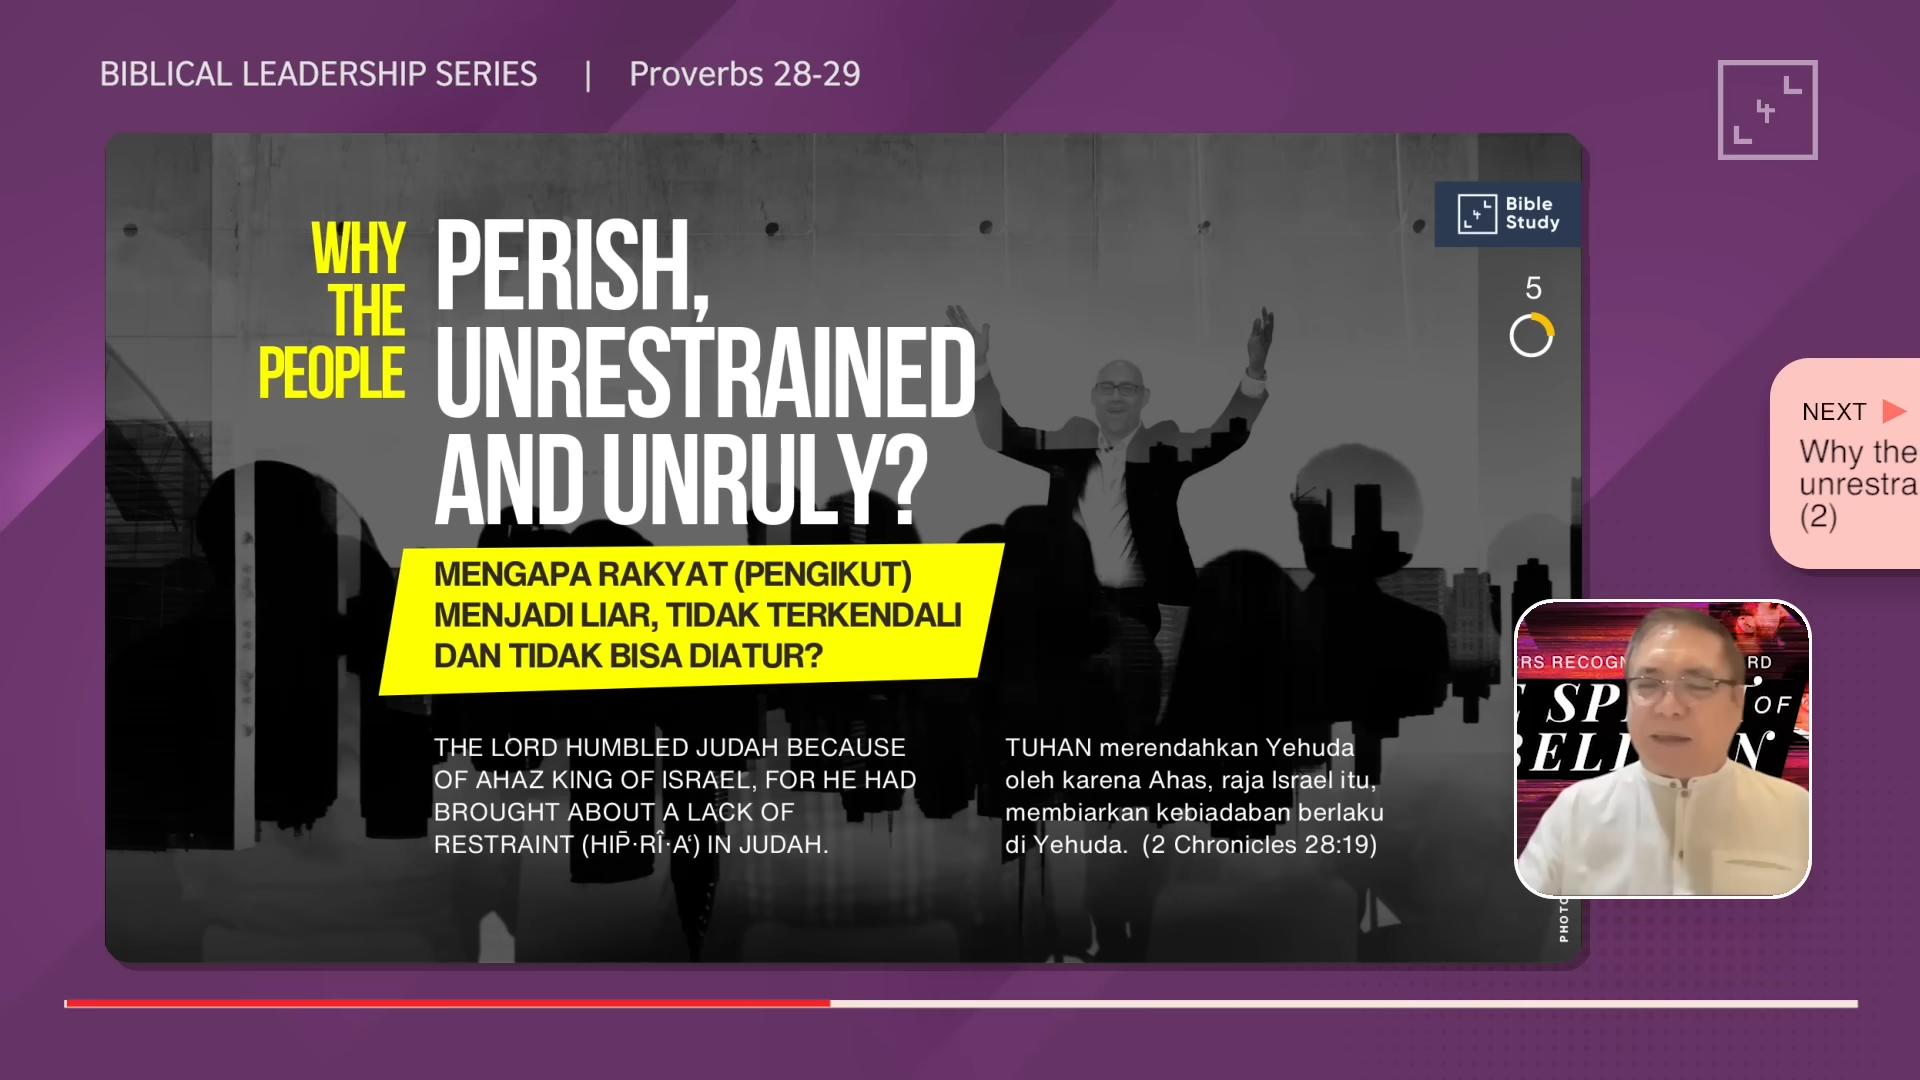 BIBLICAL LEADERSHIP SERIES | Proverbs 28-29
Bible
Study
5
WHY
THE
PEOPLE
PERISH,
UNRESTRAINED
AND UNRULY?
MENGAPA RAKYAT (PENGIKUT)
MENJADI LIAR, TIDAK TERKENDALI
DAN TIDAK BISA DIATUR?
THE LORD HUMBLED JUDAH BECAUSE
OF AHAZ KING OF ISRAEL, FOR HE HAD
BROUGHT ABOUT A LACK OF
RESTRAINT (HIP̄·RÎ·A‘) IN JUDAH.
TUHAN merendahkan Yehuda
oleh karena Ahas, raja Israel itu,
membiarkan kebiadaban berlaku
di Yehuda. (2 Chronicles 28:19)
NEXT
Why the
unrestra
(2)
OF
PHOTO